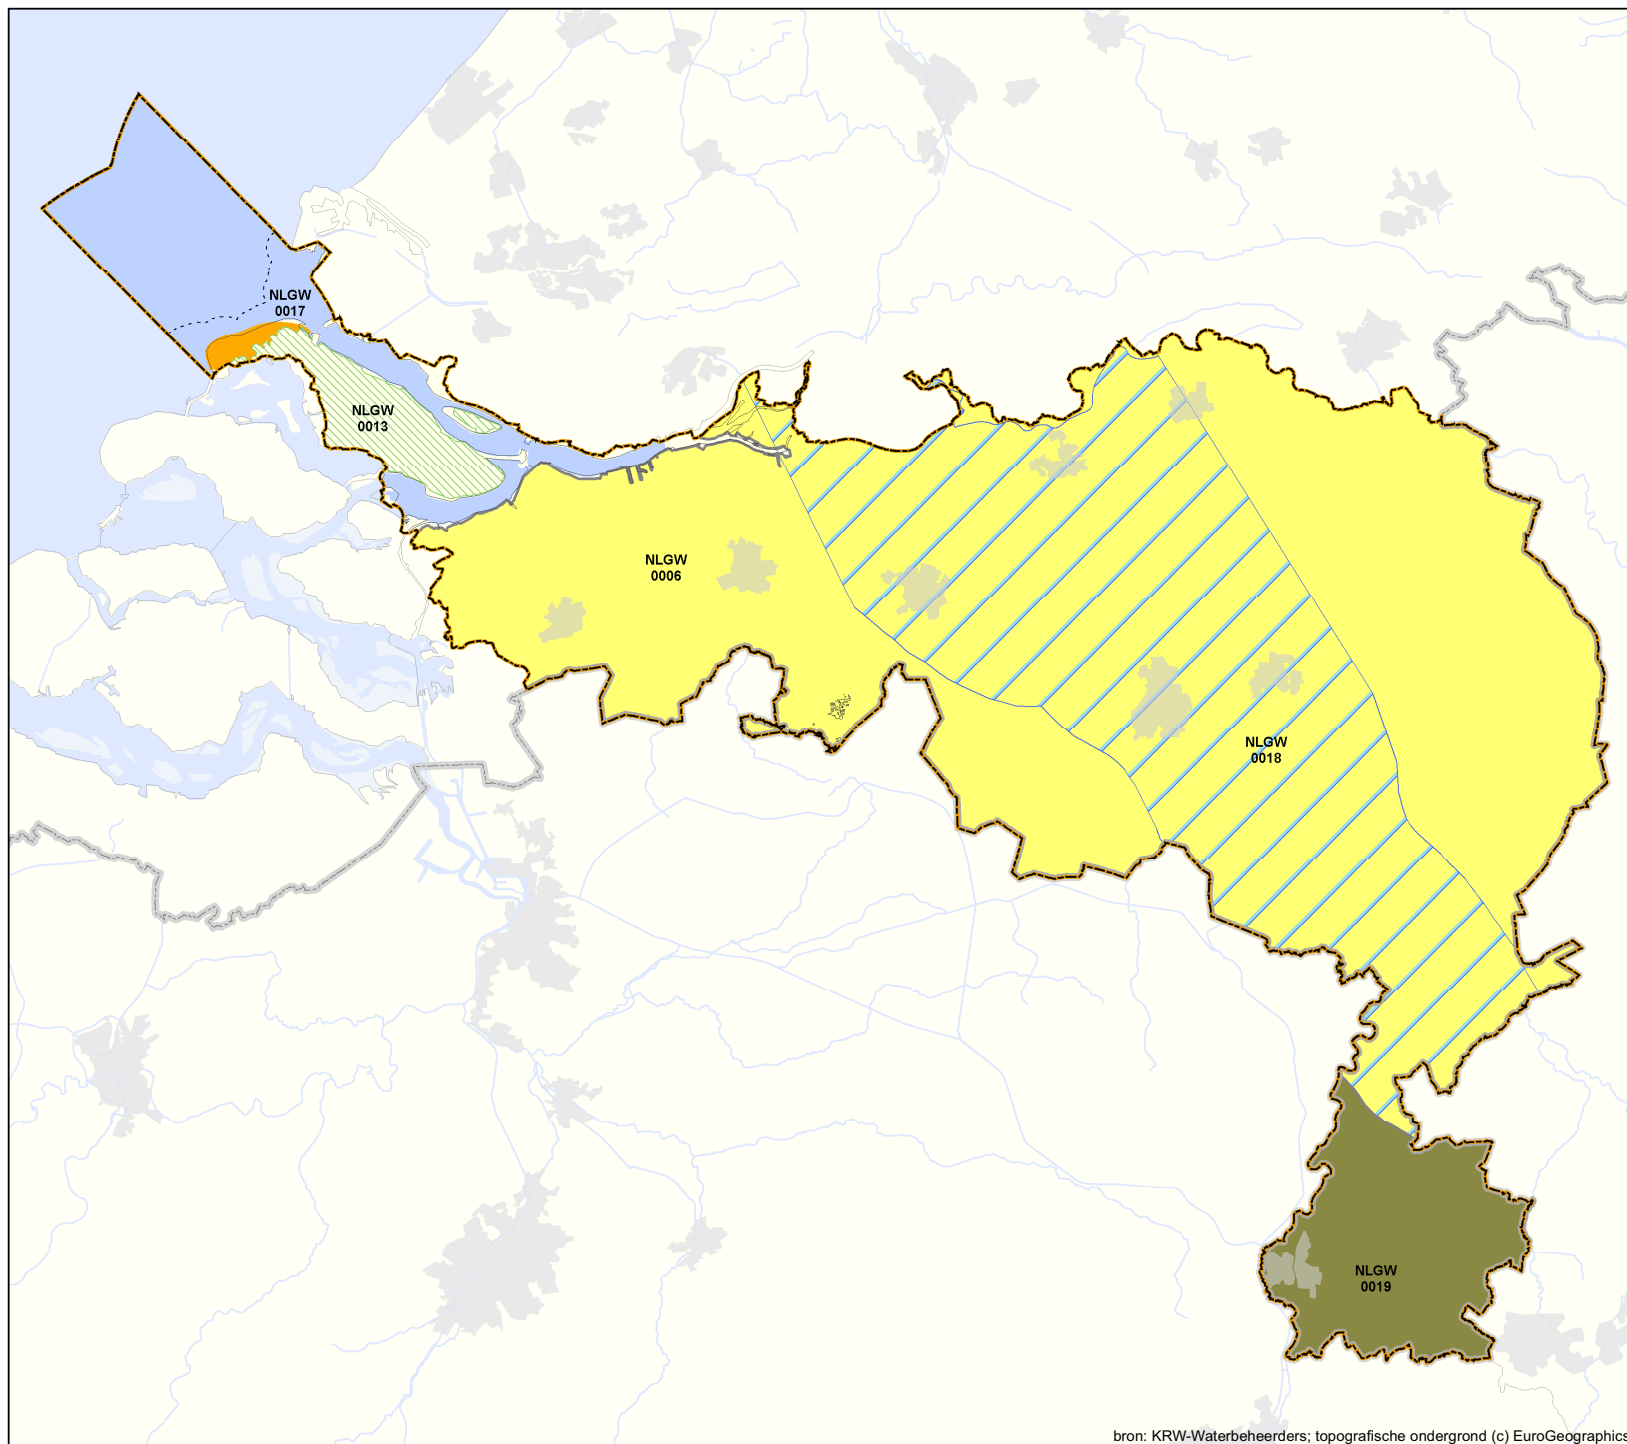 NLGW
0017
NLGW
0013
NLGW
0006
NLGW
0018
NLGW
0019
bron: KRW-Waterbeheerders; topografische ondergrond (c) EuroGeographics